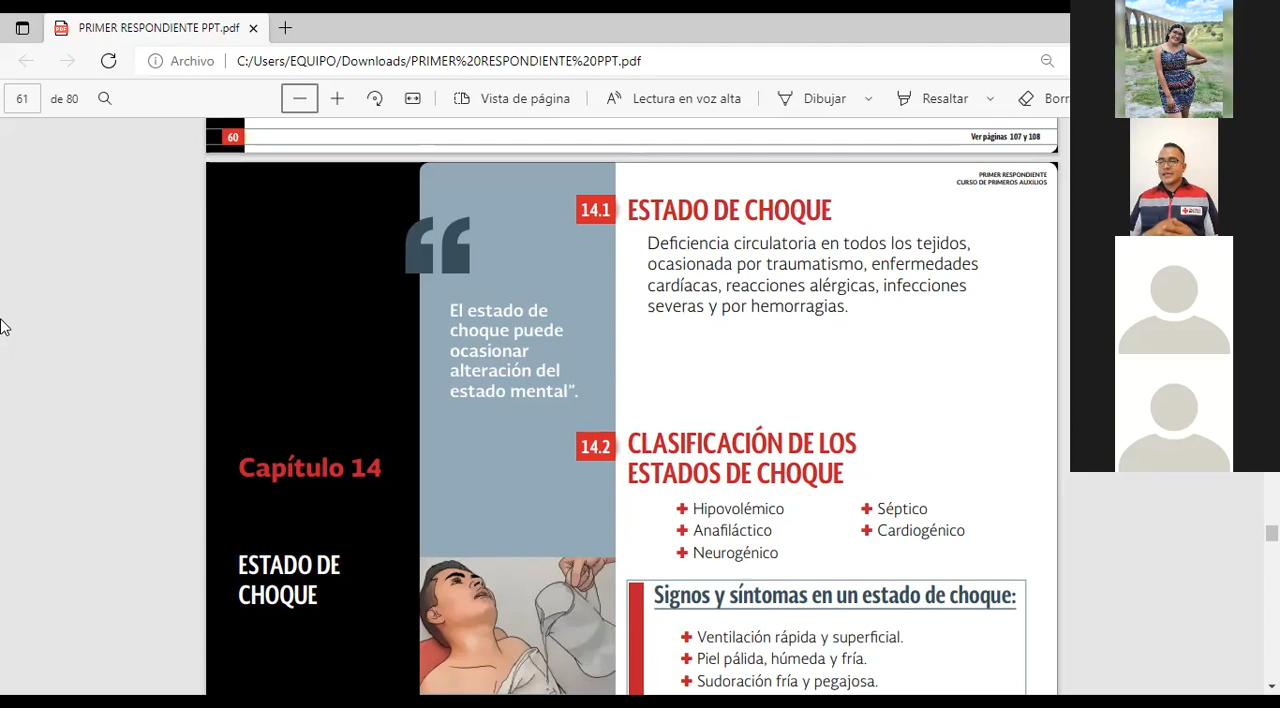 PRIMER RESPONDIENTE PPT.pdf
Archivo
C:/Users/EQUIPO/Downloads/PRIMER%20RESPONDIENTE%20PPT.pdf
61
de 80
Vista de página
Lectura en voz alta
Dibujar
Resaltar
Borr
60
Ver páginas 107 y 108
PRIMER RESPONDIENTE
CURSO DE PRIMEROS AUXILIOS
14.1 ESTADO DE CHOQUE
Deficiencia circulatoria en todos los tejidos,
ocasionada por traumatismo, enfermedades
cardíacas, reacciones alérgicas, infecciones
severas y por hemorragias.
“
El estado de
choque puede
ocasionar
alteración del
estado mental”.
14.2 CLASIFICACIÓN DE LOS
ESTADOS DE CHOQUE
Hipovolémico
Anafiláctico
Neurogénico
Séptico
Cardiogénico
Capítulo 14
ESTADO DE
CHOQUE
Signos y síntomas en un estado de choque:
Ventilación rápida y superficial.
Piel pálida, húmeda y fría.
Sudoración fría y pegajosa.